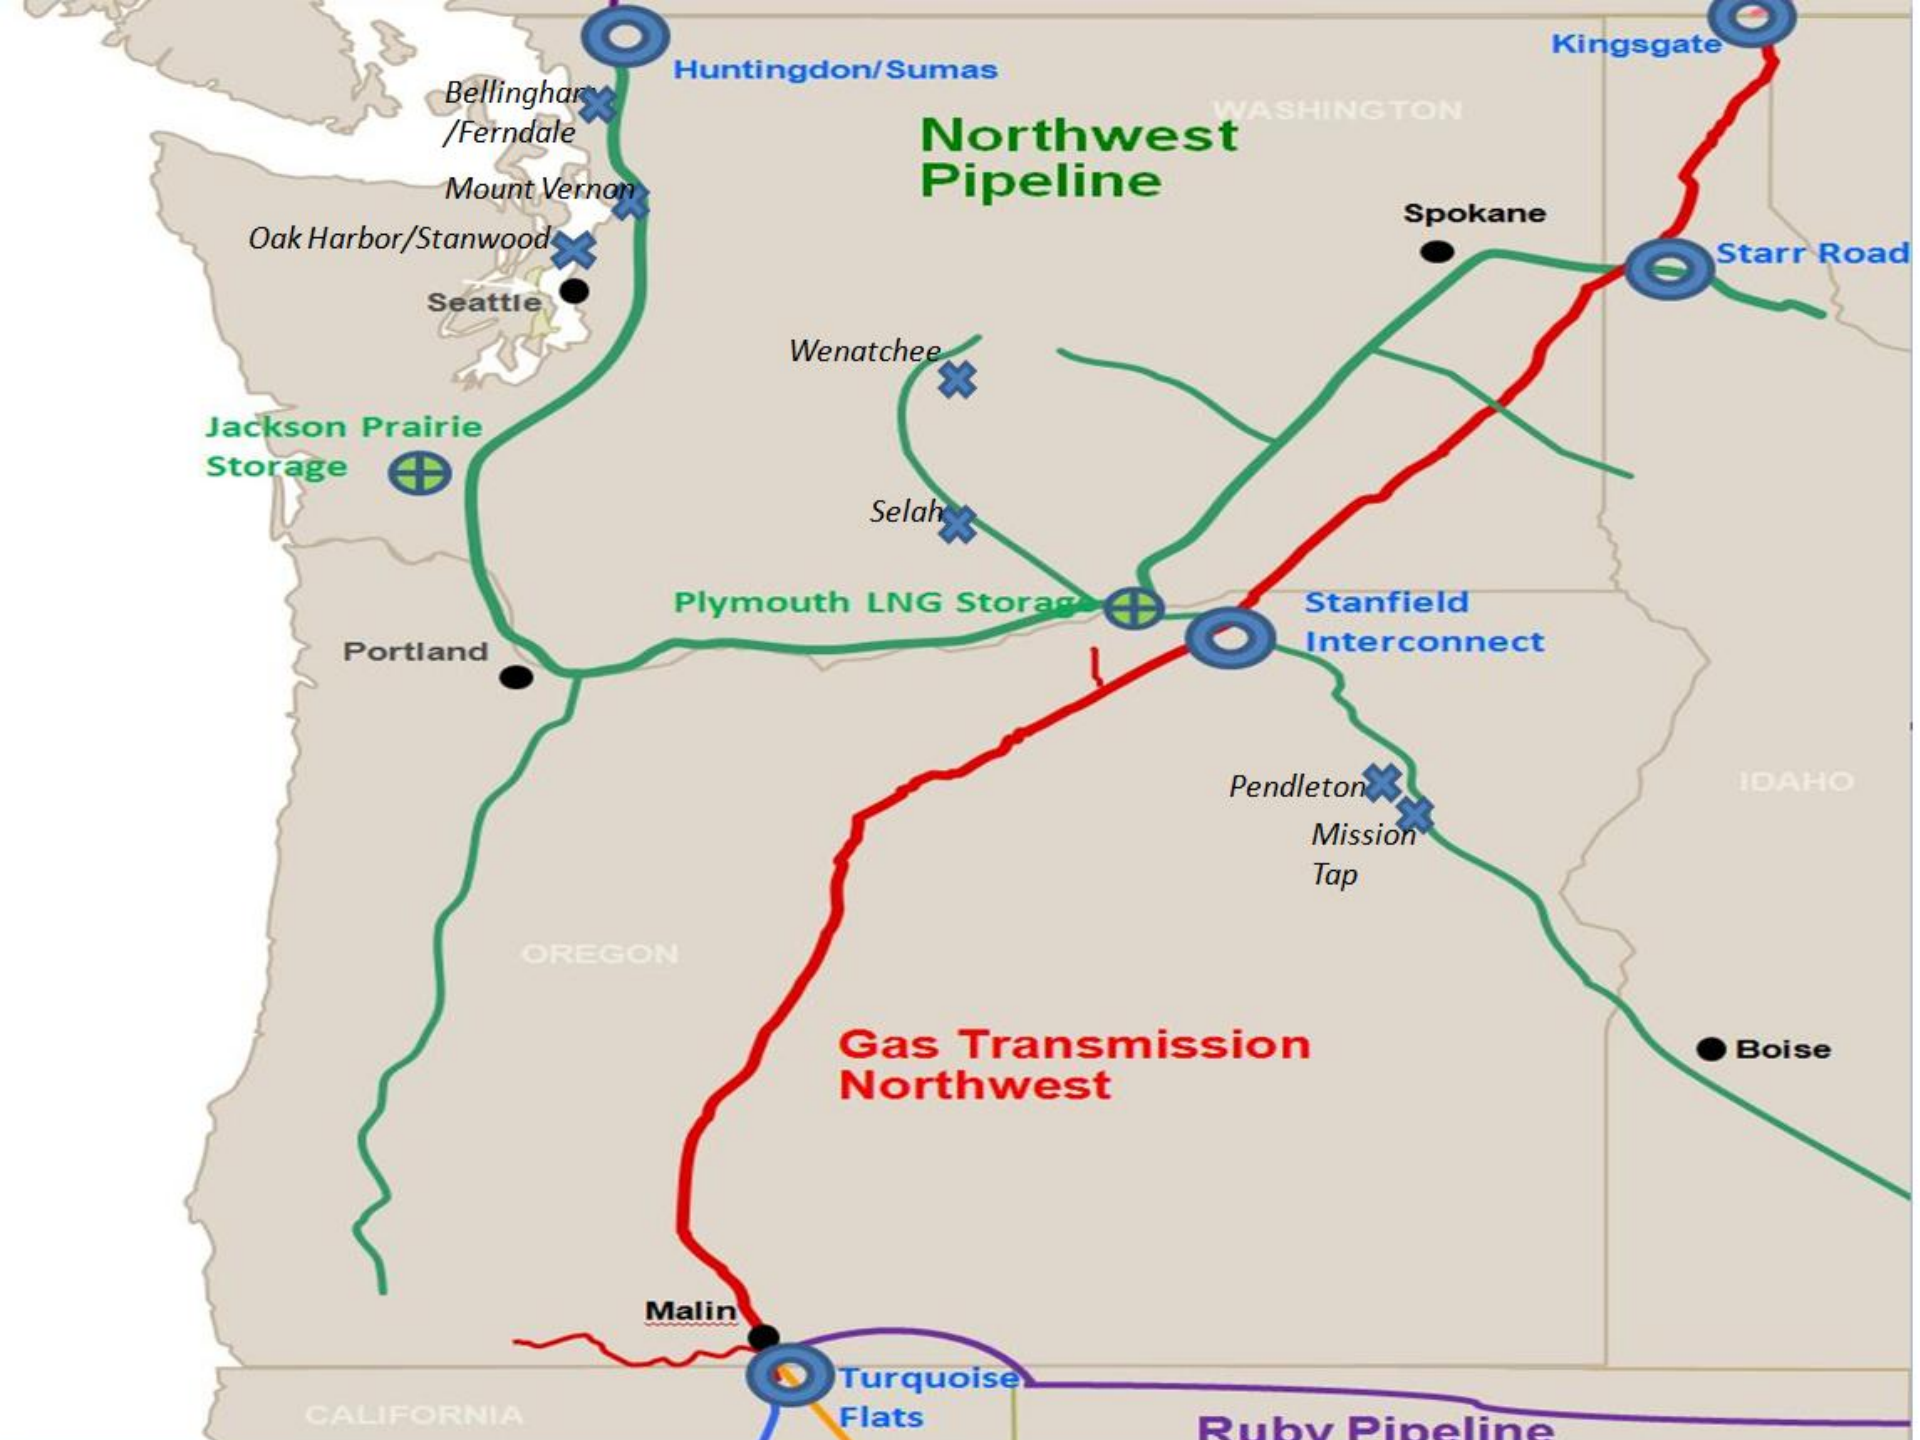 Kingsgate
Huntingdon/Sumas
Bellingham
/Ferndale
WASHINGTON
Northwest
Pipeline
Mount Vernon
Spokane
Oak Harbor/Stanwood
Starr Road
Seattle
Wenatchee
Jackson Prairie
Storage
Selah
Plymouth LNG Storage
Stanfield
Interconnect
Portland
Pendleton
IDAHO
Mission
Tap
OREGON
Gas Transmission
Northwest
Boise
Malin
Turquoise
Flats
CALIFORNIA
Ruby Pipeline